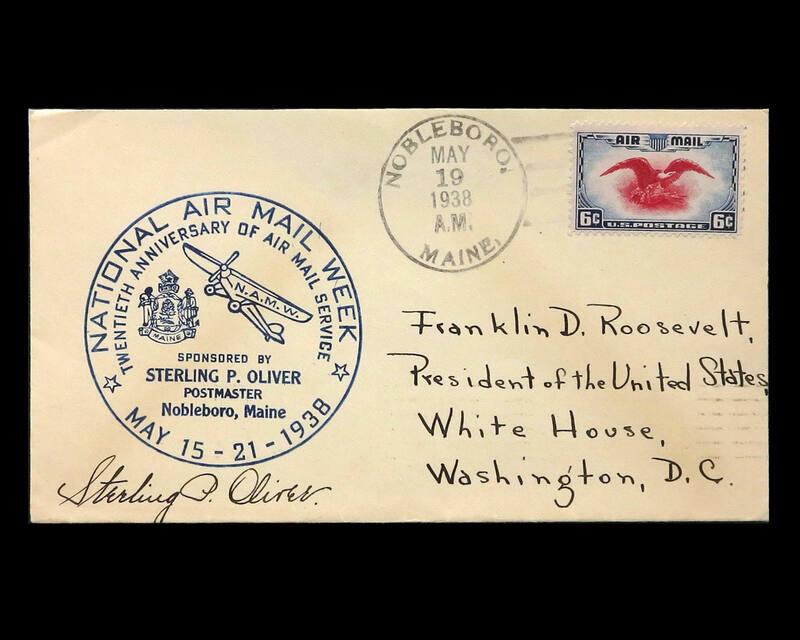 NOBLEBORO,
MAY
19
1938
A.M.
MAINE,
AIR MAIL
6c 6c
U.S. POSTAGE
NATIONAL AIR MAIL WEEK
TWENTIETH ANNIVERSARY OF AIR MAIL SERVICE
N.A.M.W.
MAINE
SPONSORED BY
STERLING P. OLIVER
POSTMASTER
Nobleboro, Maine
MAY 15-21-1938
Franklin D. Roosevelt,
President of the United States,
White House,
Washington, D.C.
Sterling P. Oliver.